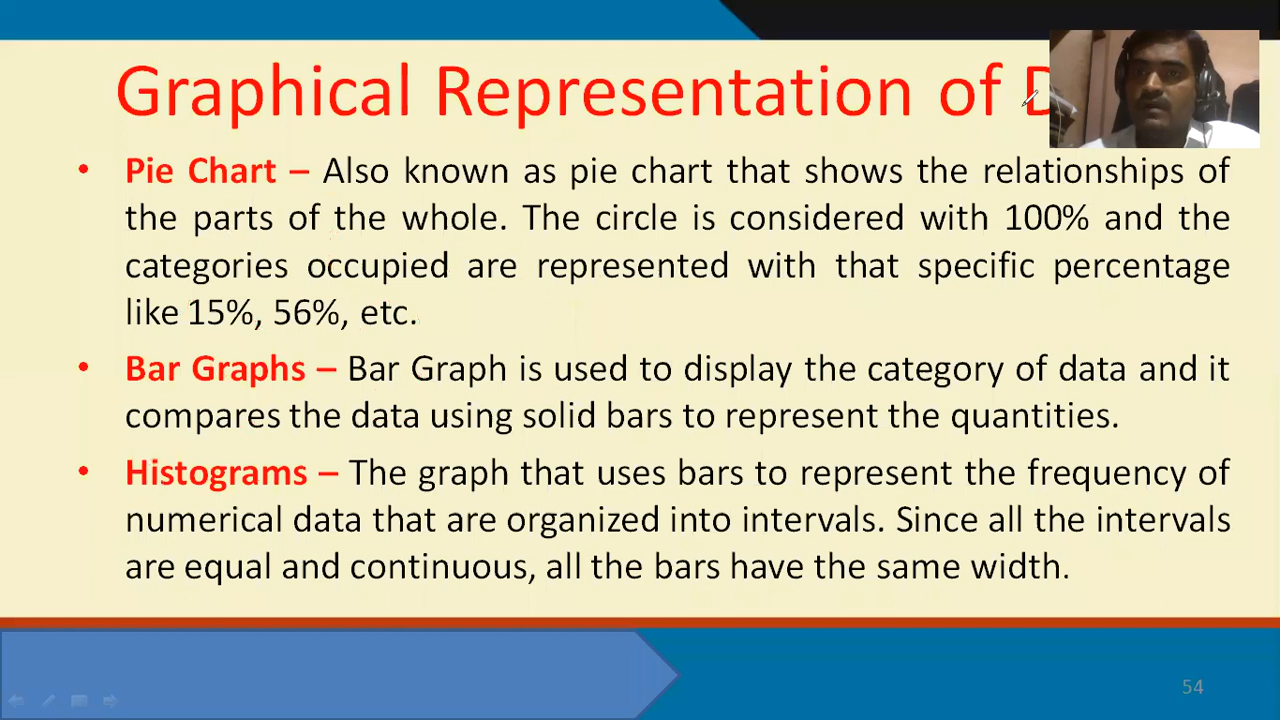 Graphical Representation of D
• Pie Chart – Also known as pie chart that shows the relationships of
the parts of the whole. The circle is considered with 100% and the
categories occupied are represented with that specific percentage
like 15%, 56%, etc.
• Bar Graphs – Bar Graph is used to display the category of data and it
compares the data using solid bars to represent the quantities.
• Histograms – The graph that uses bars to represent the frequency of
numerical data that are organized into intervals. Since all the intervals
are equal and continuous, all the bars have the same width.
54